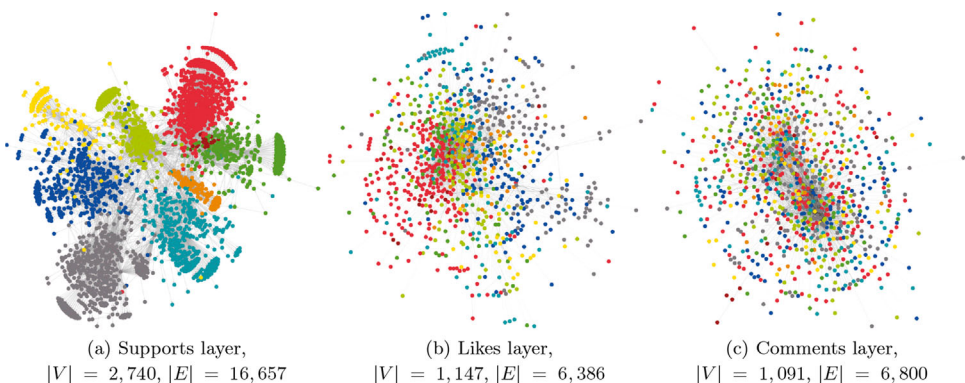 (a) Supports layer,
|V| = 2,740, |E| = 16,657
(b) Likes layer,
|V| = 1,147, |E| = 6,386
(c) Comments layer,
|V| = 1,091, |E| = 6,800